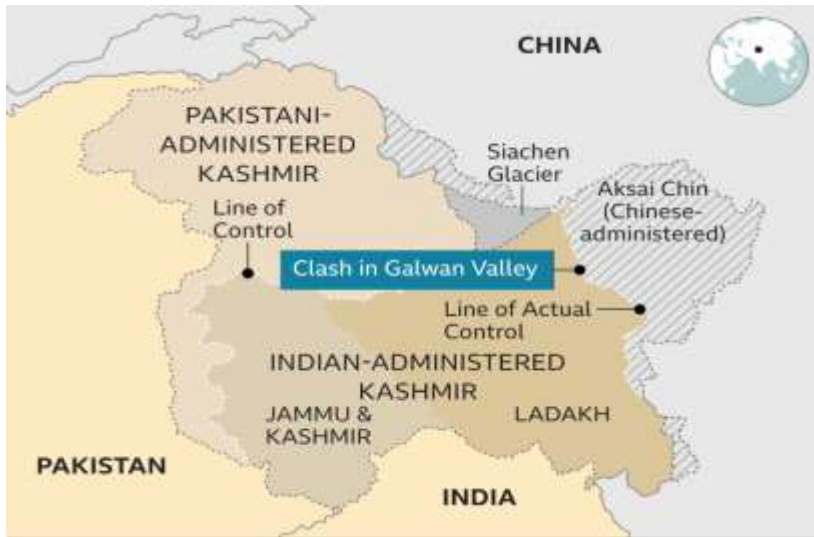 CHINA
PAKISTANI-
ADMINISTERED
KASHMIR
Siachen
Glacier
Aksai Chin
(Chinese-
administered)
Line of
Control
Clash in Galwan Valley
Line of Actual
Control
INDIAN-ADMINISTERED
KASHMIR
JAMMU &
KASHMIR
LADAKH
PAKISTAN
INDIA